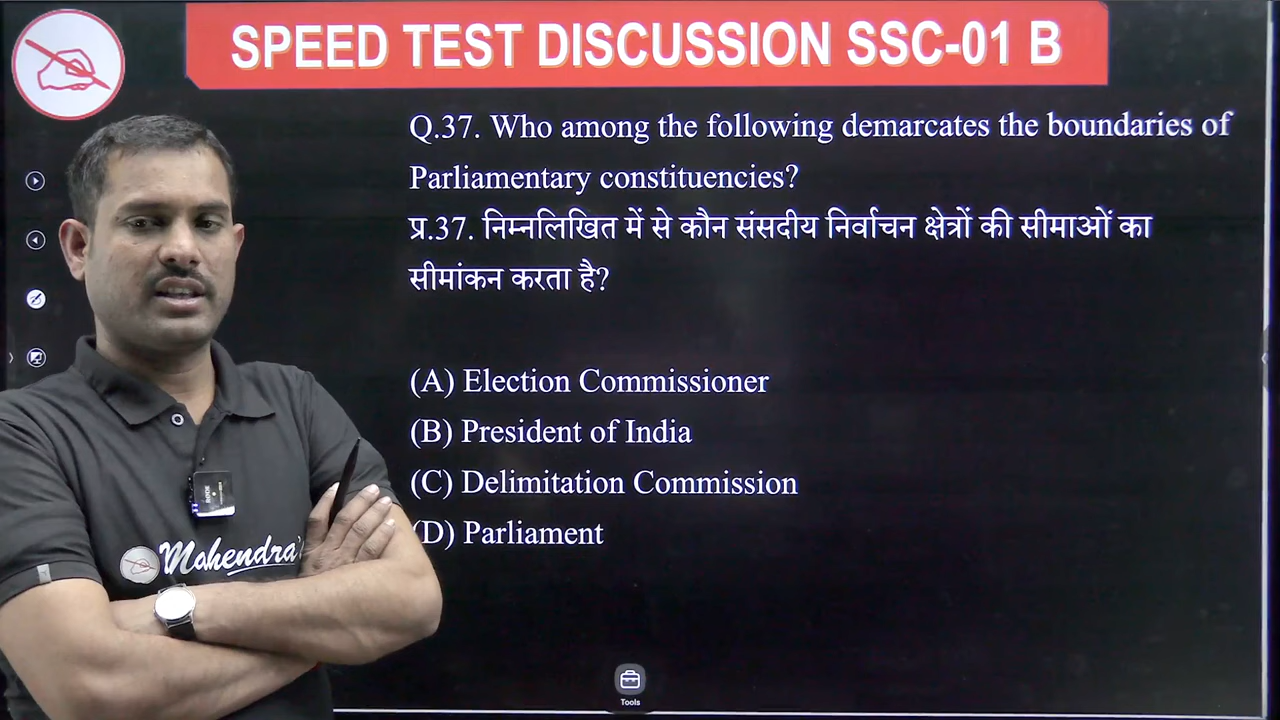 SPEED TEST DISCUSSION SSC-01 B
Q.37. Who among the following demarcates the boundaries of
Parliamentary constituencies?
प्र.37. निम्नलिखित में से कौन संसदीय निर्वाचन क्षेत्रों की सीमाओं का
सीमांकन करता है?
(A) Election Commissioner
(B) President of India
(C) Delimitation Commission
(D) Parliament
Mahendra's
RODE
Tools